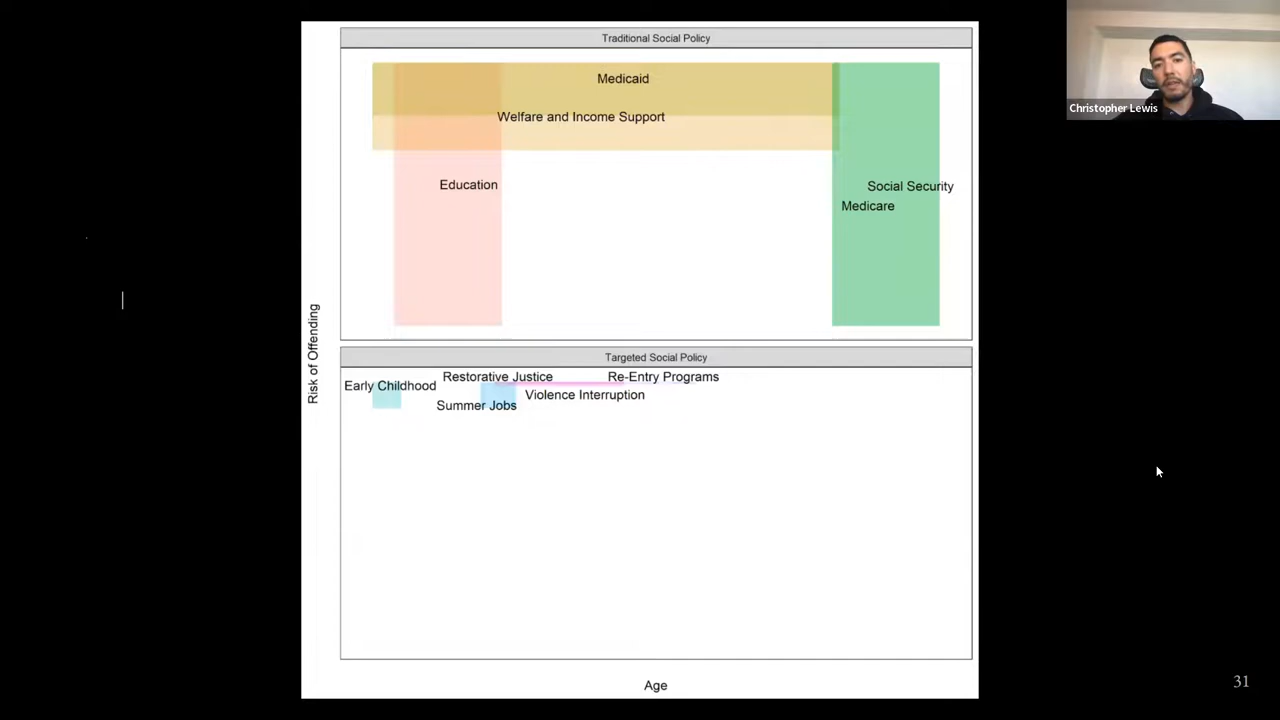 Traditional Social Policy
Medicaid
Welfare and Income Support
Education
Social Security
Medicare
Risk of Offending
Targeted Social Policy
Restorative Justice
Re-Entry Programs
Early Childhood
Violence Interruption
Summer Jobs
Age
Christopher Lewis
31